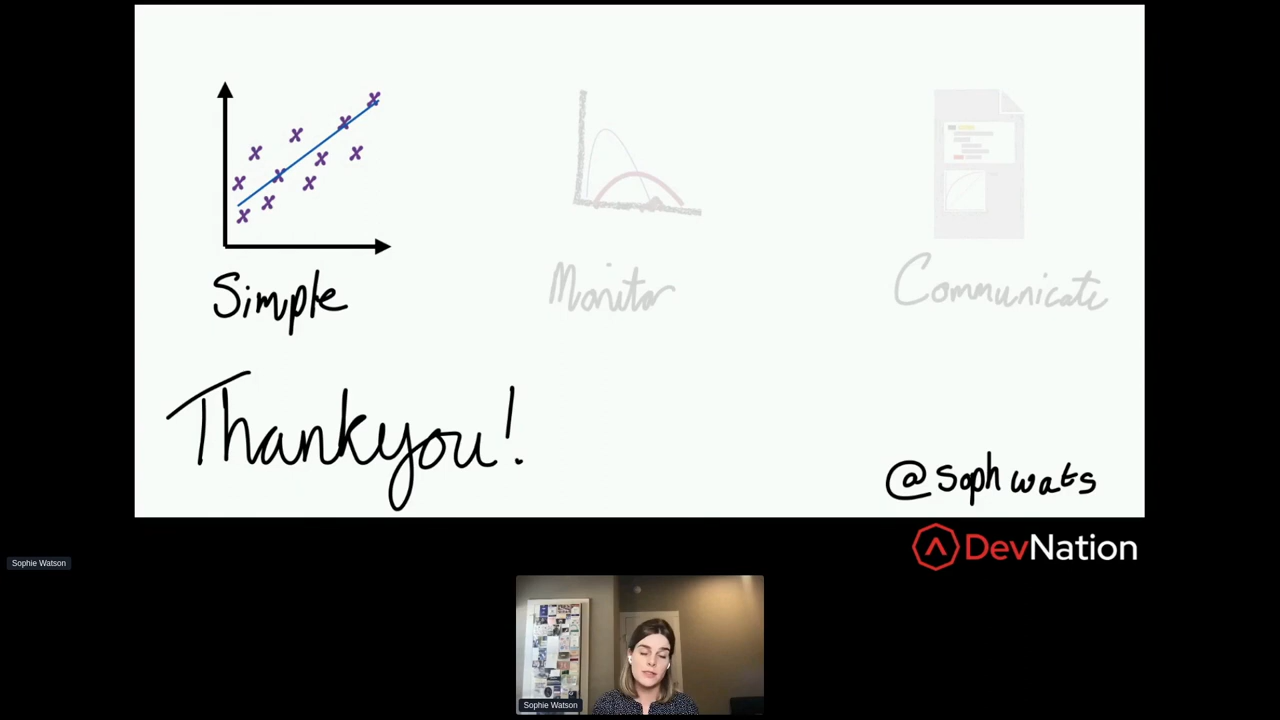 Simple
Monitor
Communicate
Thankyou!
@sophwats
DevNation
Sophie Watson
Sophie Watson